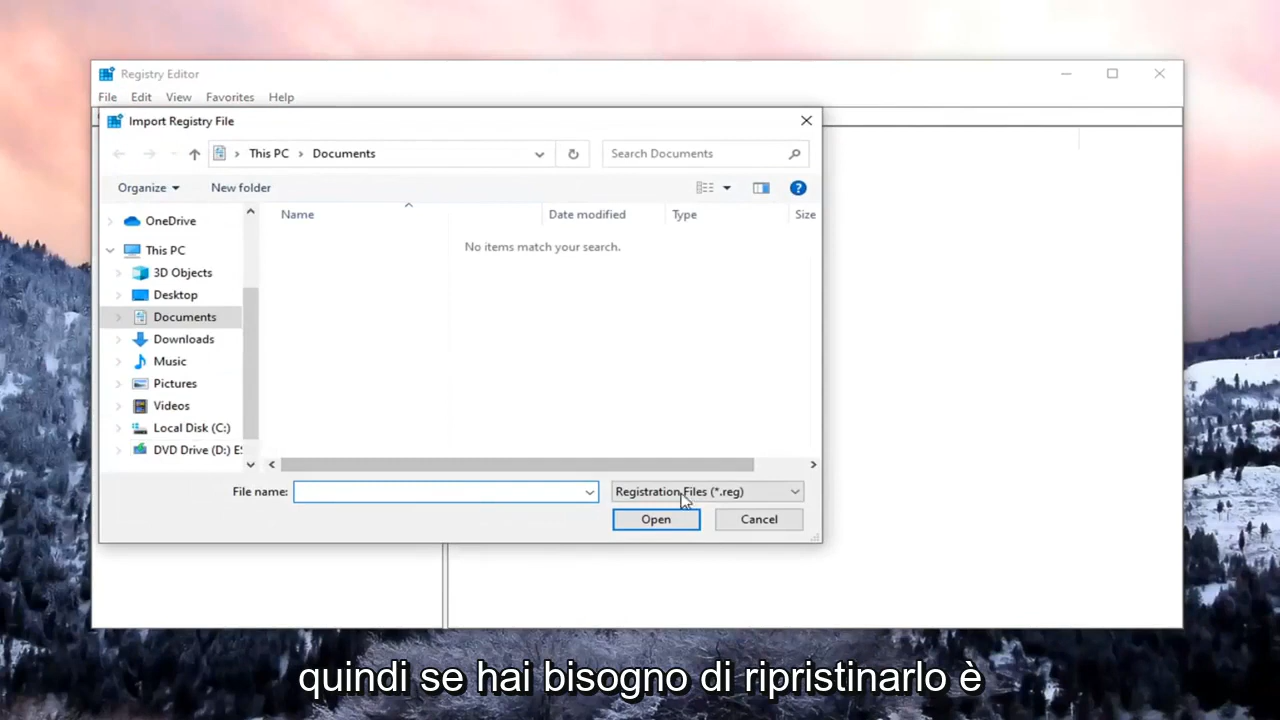 Registry Editor
File Edit View Favorites Help
Import Registry File
This PC Documents
Search Documents
Organize New folder
Name Date modified Type Size
No items match your search.
OneDrive
This PC
3D Objects
Desktop
Documents
Downloads
Music
Pictures
Videos
Local Disk (C:)
DVD Drive (D:) ES
File name: Registration Files (*.reg)
Open Cancel
quindi se hai bisogno di ripristinarlo è